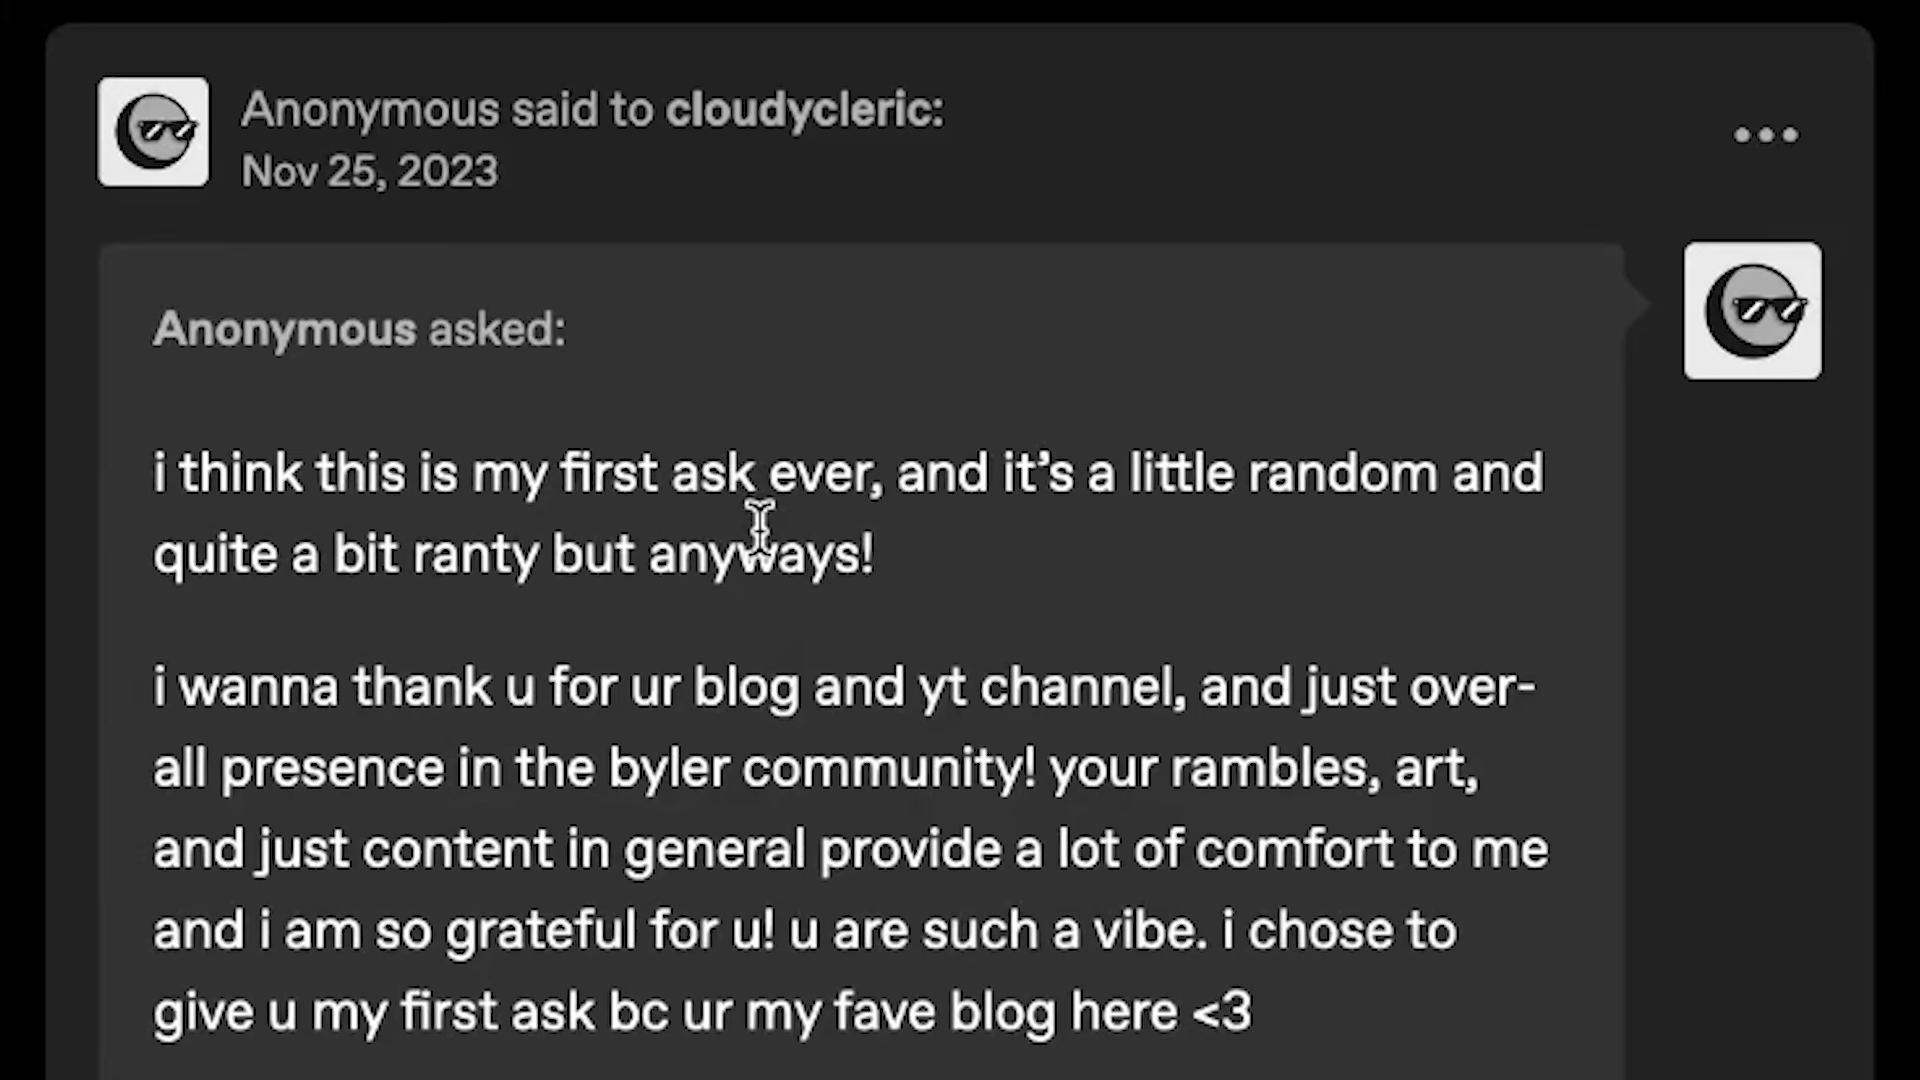 Anonymous said to cloudycleric:
Nov 25, 2023
Anonymous asked:
i think this is my first ask ever, and it’s a little random and
quite a bit ranty but anyways!
i wanna thank u for ur blog and yt channel, and just over-
all presence in the byler community! your rambles, art,
and just content in general provide a lot of comfort to me
and i am so grateful for u! u are such a vibe. i chose to
give u my first ask bc ur my fave blog here <3